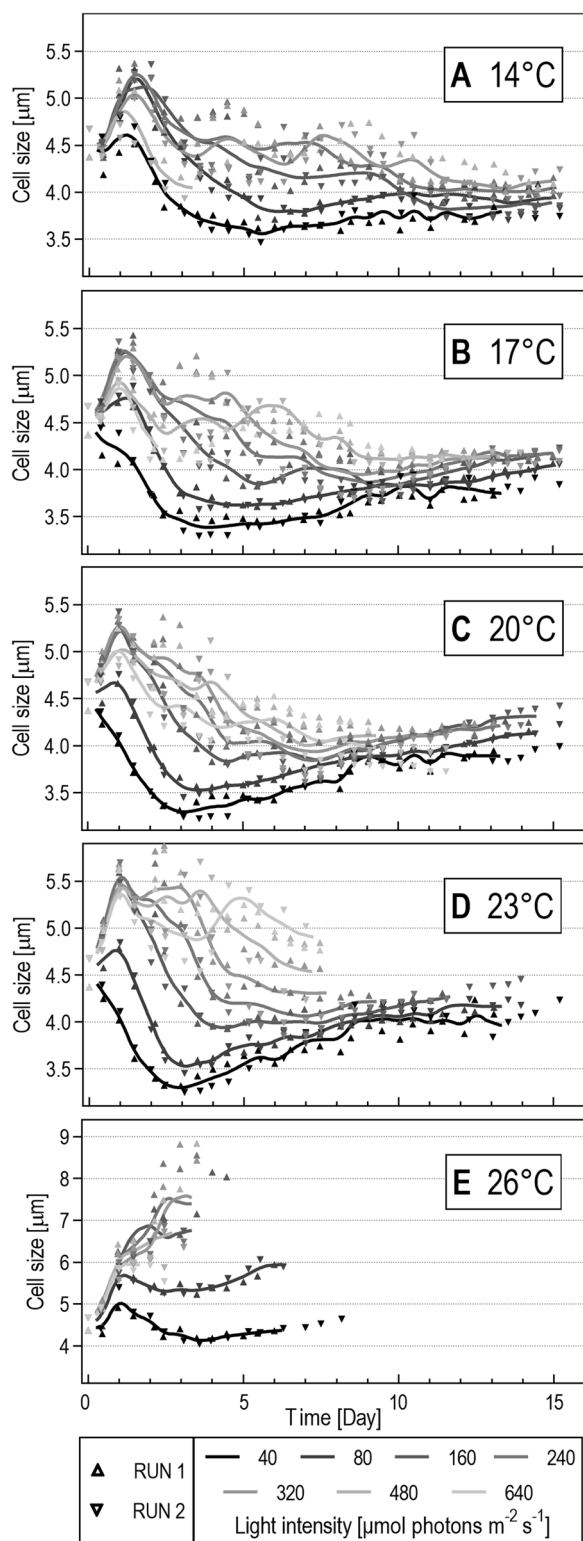 5.5
5.0
4.5
4.0
3.5
Cell size [µm]
A 14°C
5.5
5.0
4.5
4.0
3.5
Cell size [µm]
B 17°C
5.5
5.0
4.5
4.0
3.5
Cell size [µm]
C 20°C
5.5
5.0
4.5
4.0
3.5
Cell size [µm]
D 23°C
9
8
7
6
5
4
Cell size [µm]
E 26°C
0 5 10 15
Time [Day]
RUN 1
RUN 2
40 80 160 240
320 480 640
Light intensity [µmol photons m⁻² s⁻¹]